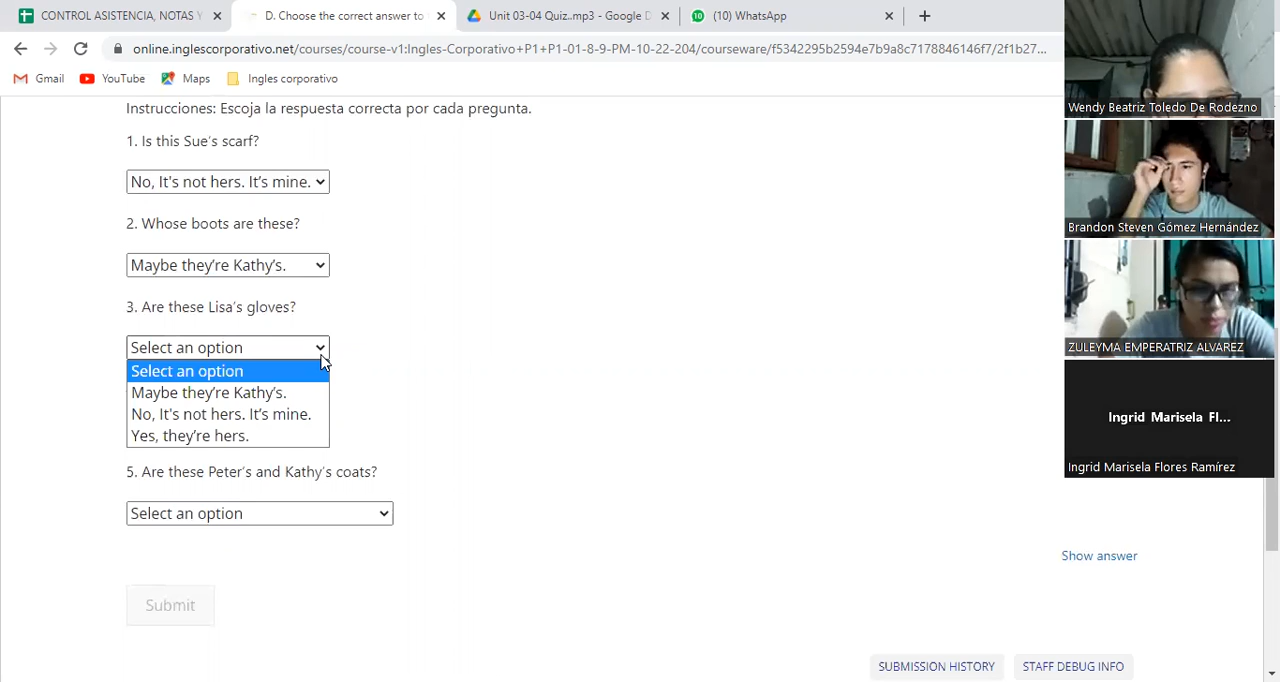 CONTROL ASISTENCIA, NOTAS Y
D. Choose the correct answer to
Unit 03-04 Quiz..mp3 - Google D
(10) WhatsApp
online.inglescorporativo.net/courses/course-v1:Ingles-Corporativo+P1+P1-01-8-9-PM-10-22-204/courseware/f5342295b2594e7b9a8c7178846146f7/2f1b27...
Gmail
YouTube
Maps
Ingles corporativo
Instrucciones: Escoja la respuesta correcta por cada pregunta.
1. Is this Sue's scarf?
No, It's not hers. It's mine.
2. Whose boots are these?
Maybe they're Kathy's.
3. Are these Lisa's gloves?
Select an option
Select an option
Maybe they're Kathy's.
No, It's not hers. It's mine.
Yes, they're hers.
5. Are these Peter's and Kathy's coats?
Select an option
Show answer
Submit
SUBMISSION HISTORY
STAFF DEBUG INFO
Wendy Beatriz Toledo De Rodezno
Brandon Steven Gómez Hernández
ZULEYMA EMPERATRIZ ALVAREZ
Ingrid Marisela Fl...
Ingrid Marisela Flores Ramírez